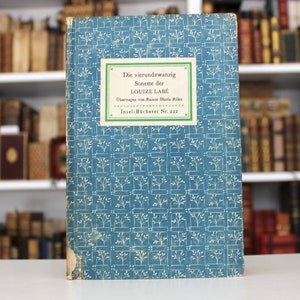 Die vierundzwanzig
Sonette der
LOUIZE LABÉ
Übertragen von Rainer Maria Rilke
Insel-Bücherei Nr. 222